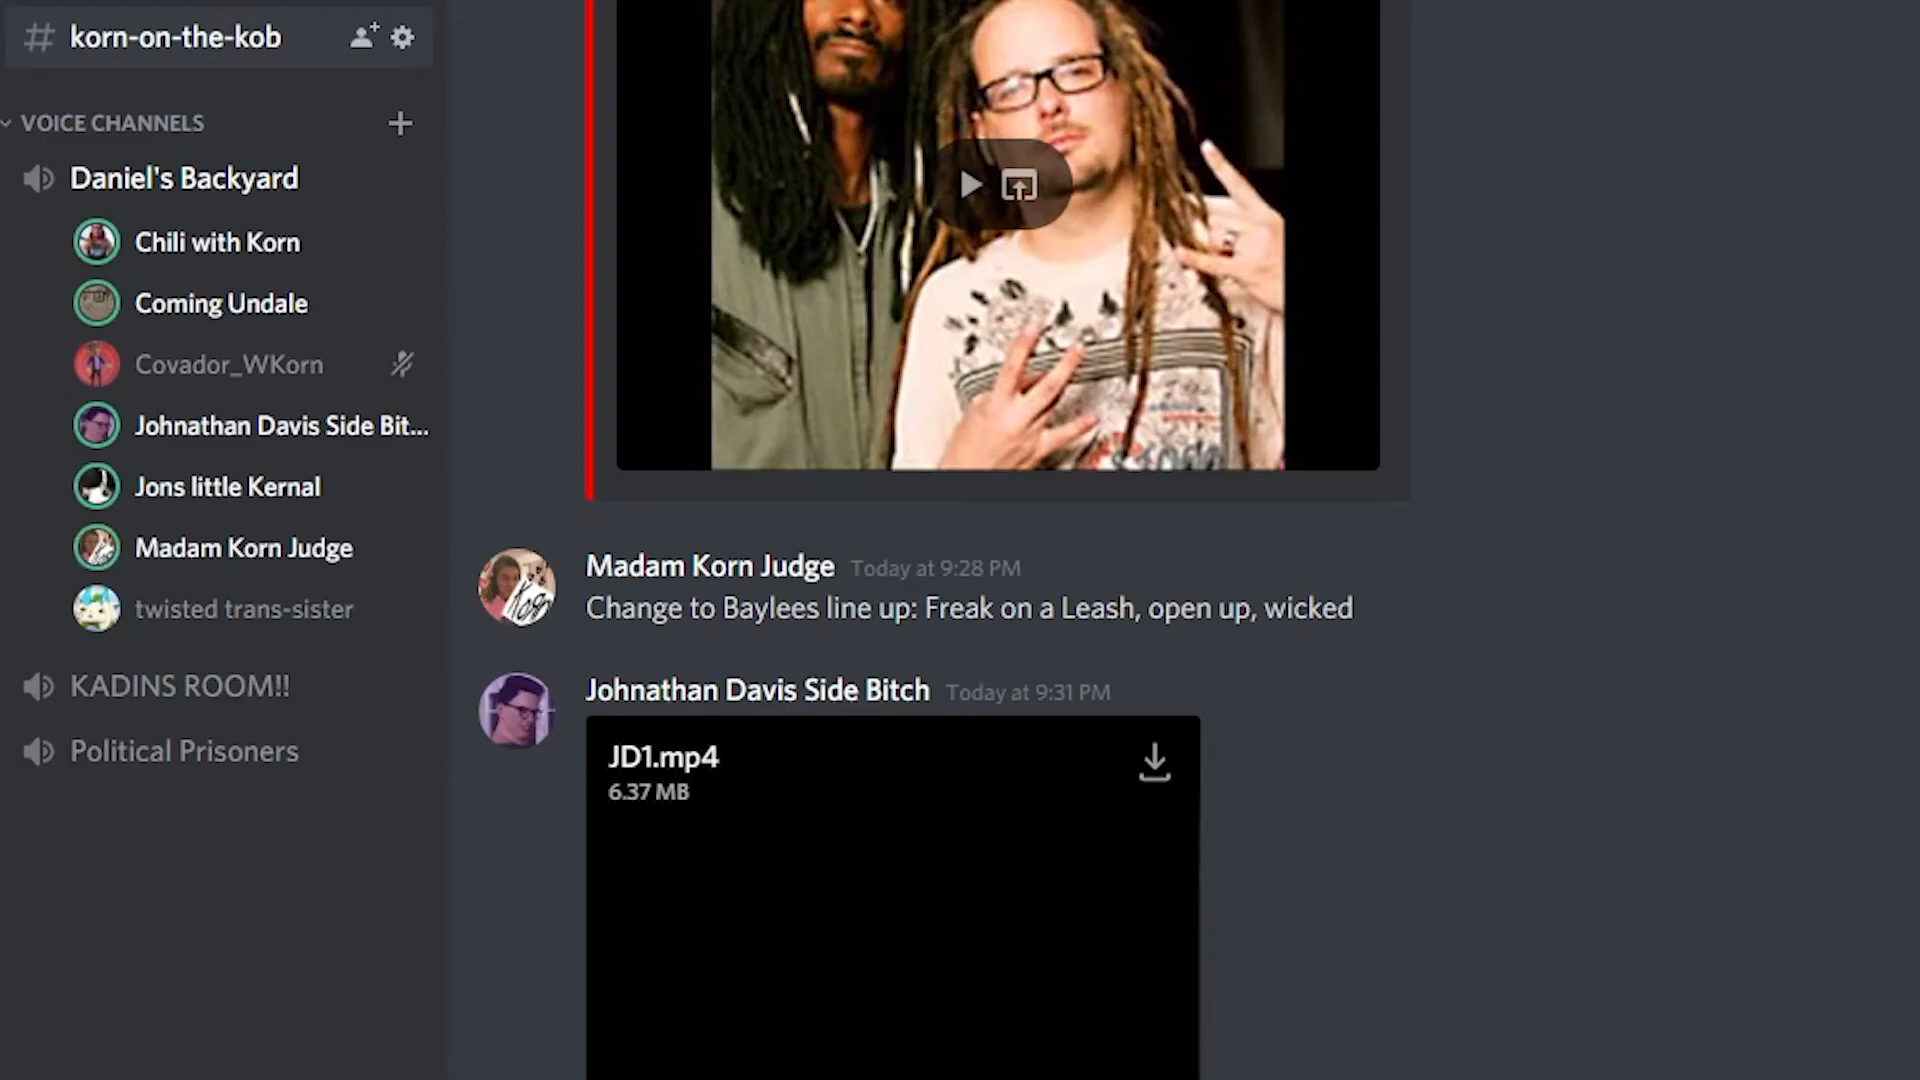 korn-on-the-kob
VOICE CHANNELS
Daniel's Backyard
Chili with Korn
Coming Undale
Covador_WKorn
Johnathan Davis Side Bit...
Jons little Kernal
Madam Korn Judge
twisted trans-sister
KADINS ROOM!!
Political Prisoners
Madam Korn Judge Today at 9:28 PM
Change to Baylees line up: Freak on a Leash, open up, wicked
Johnathan Davis Side Bitch Today at 9:31 PM
JD1.mp4
6.37 MB